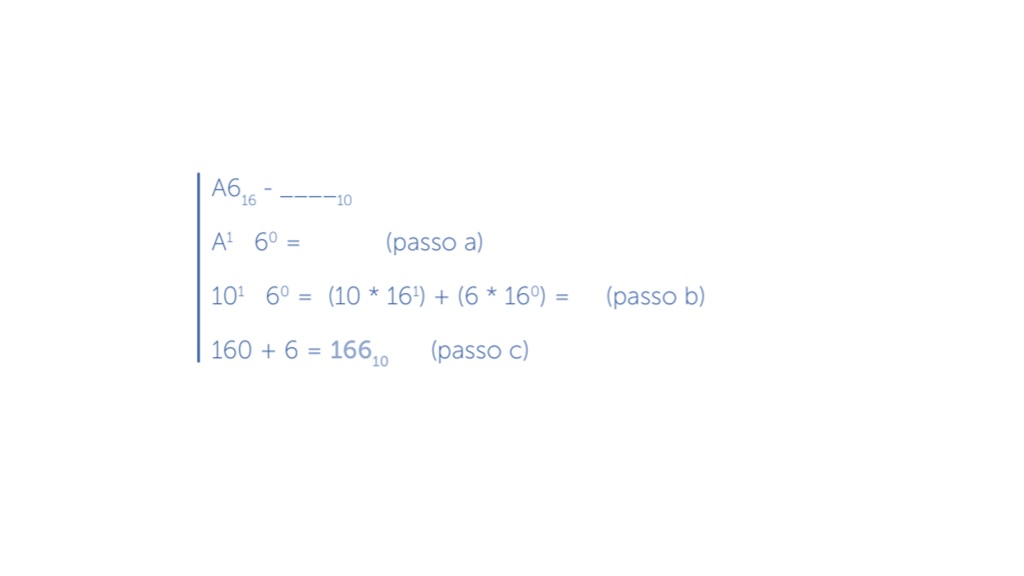 A6₁₆ - ____₁₀
A¹ 6⁰ = (passo a)
10¹ 6⁰ = (10 * 16¹) + (6 * 16⁰) = (passo b)
160 + 6 = 166₁₀ (passo c)